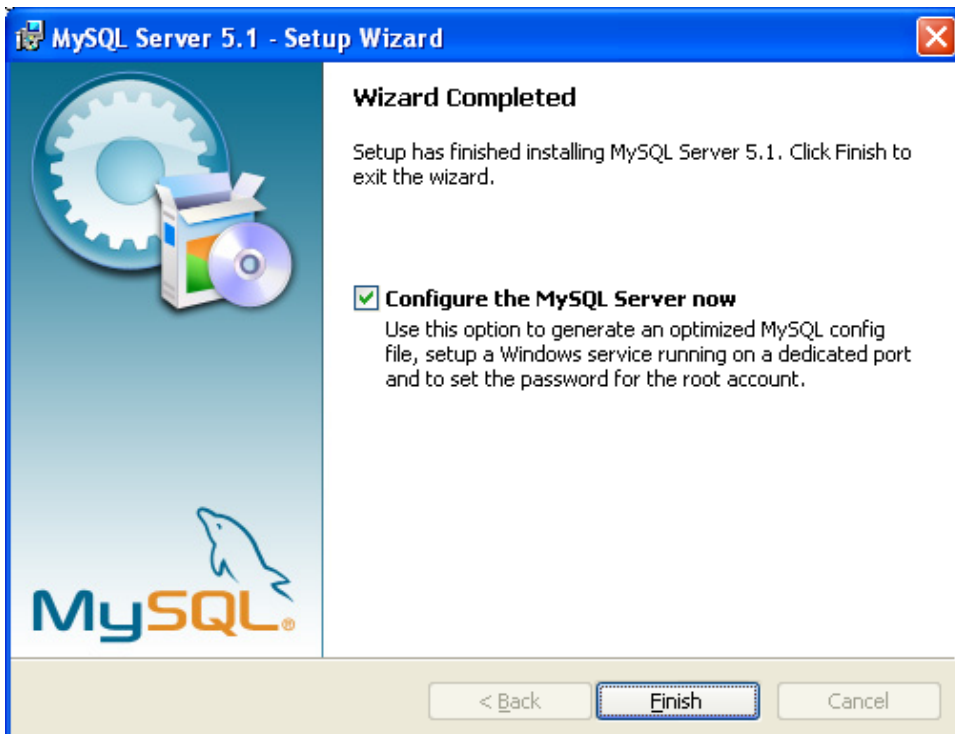 MySQL Server 5.1 - Setup Wizard
Wizard Completed
Setup has finished installing MySQL Server 5.1. Click Finish to
exit the wizard.
Configure the MySQL Server now
Use this option to generate an optimized MySQL config
file, setup a Windows service running on a dedicated port
and to set the password for the root account.
MySQL®
< Back Finish Cancel